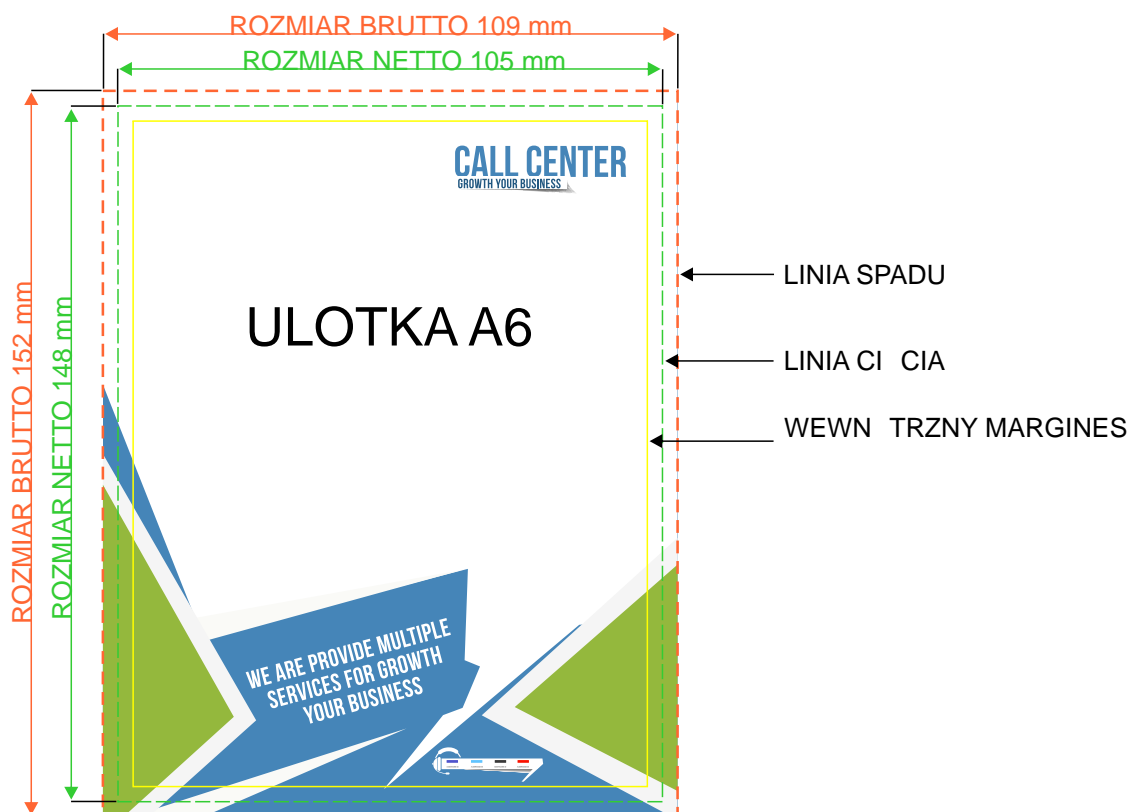 ROZMIAR BRUTTO 109 mm
ROZMIAR NETTO 105 mm
CALL CENTER
GROWTH YOUR BUSINESS
ROZMIAR BRUTTO 152 mm
ROZMIAR NETTO 148 mm
LINIA SPADU
ULOTKA A6
LINIA CI CIA
WEWN TRZNY MARGINES
WE ARE PROVIDE MULTIPLE
SERVICES FOR GROWTH
YOUR BUSINESS